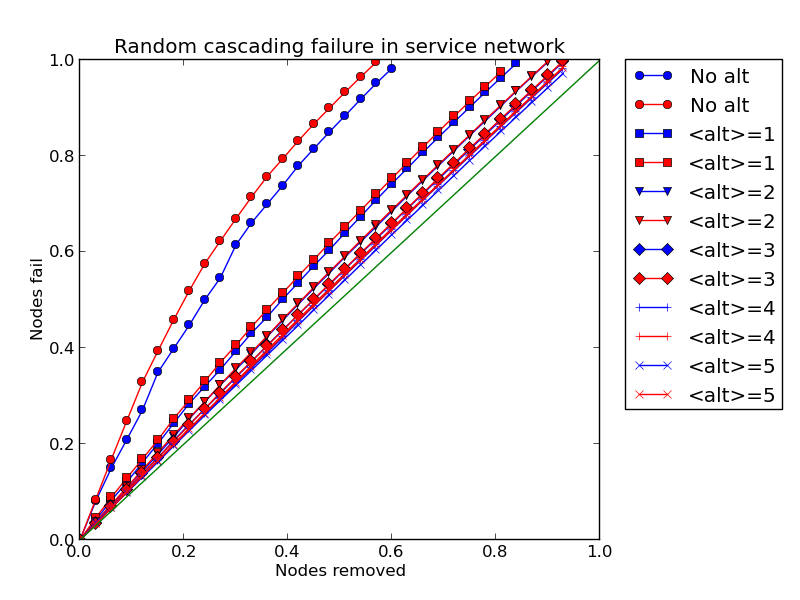 Random cascading failure in service network
1.0
0.8
0.6
0.4
0.2
0.0
Nodes fail
0.0 0.2 0.4 0.6 0.8 1.0
Nodes removed
No alt
No alt
<alt>=1
<alt>=1
<alt>=2
<alt>=2
<alt>=3
<alt>=3
<alt>=4
<alt>=4
<alt>=5
<alt>=5